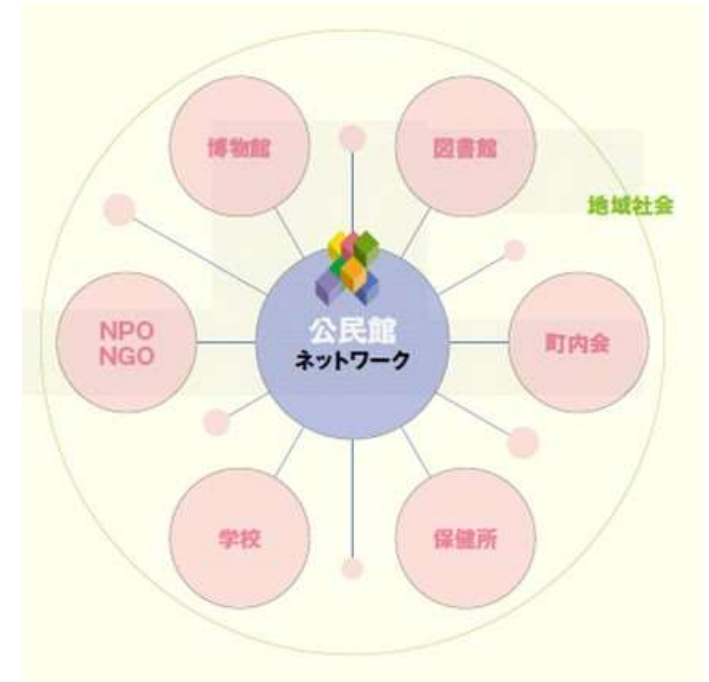 博物館
図書館
地域社会
公民館
ネットワーク
NPO
NGO
町内会
学校
保健所